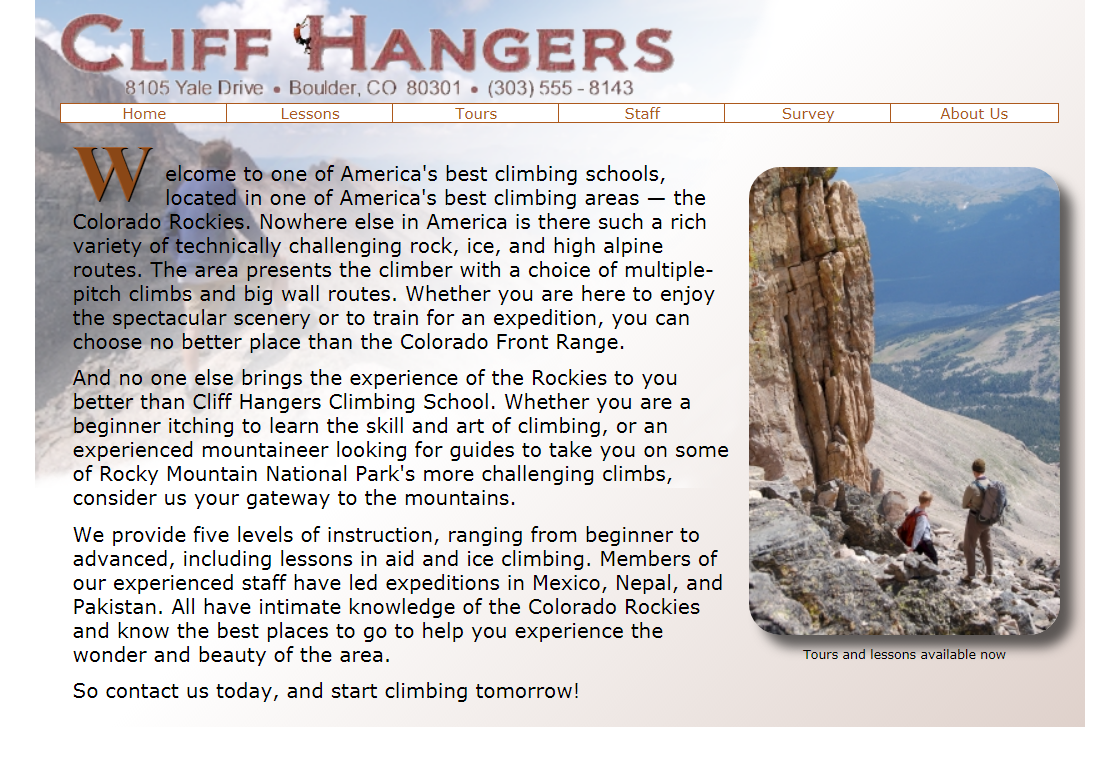 CLIFF HANGERS
8105 Yale Drive • Boulder, CO 80301 • (303) 555 - 8143
Home Lessons Tours Staff Survey About Us
Welcome to one of America's best climbing schools,
located in one of America's best climbing areas — the
Colorado Rockies. Nowhere else in America is there such a rich
variety of technically challenging rock, ice, and high alpine
routes. The area presents the climber with a choice of multiple-
pitch climbs and big wall routes. Whether you are here to enjoy
the spectacular scenery or to train for an expedition, you can
choose no better place than the Colorado Front Range.
And no one else brings the experience of the Rockies to you
better than Cliff Hangers Climbing School. Whether you are a
beginner itching to learn the skill and art of climbing, or an
experienced mountaineer looking for guides to take you on some
of Rocky Mountain National Park's more challenging climbs,
consider us your gateway to the mountains.
We provide five levels of instruction, ranging from beginner to
advanced, including lessons in aid and ice climbing. Members of
our experienced staff have led expeditions in Mexico, Nepal, and
Pakistan. All have intimate knowledge of the Colorado Rockies
and know the best places to go to help you experience the
wonder and beauty of the area.
So contact us today, and start climbing tomorrow!
Tours and lessons available now